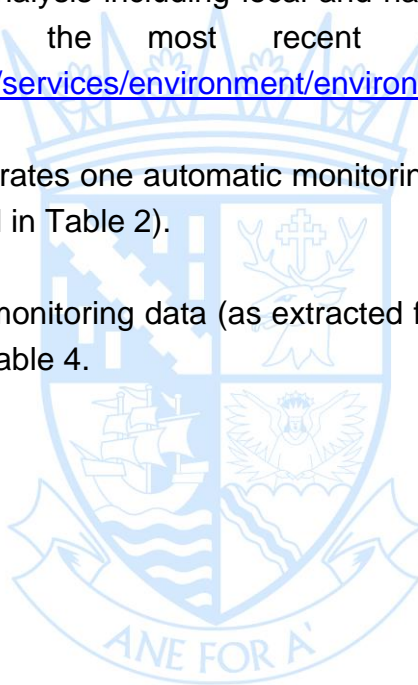 analysis including local and na
the most recent
/services/environment/environ
rates one automatic monitorin
in Table 2).
monitoring data (as extracted f
able 4.
ANE FOR A'